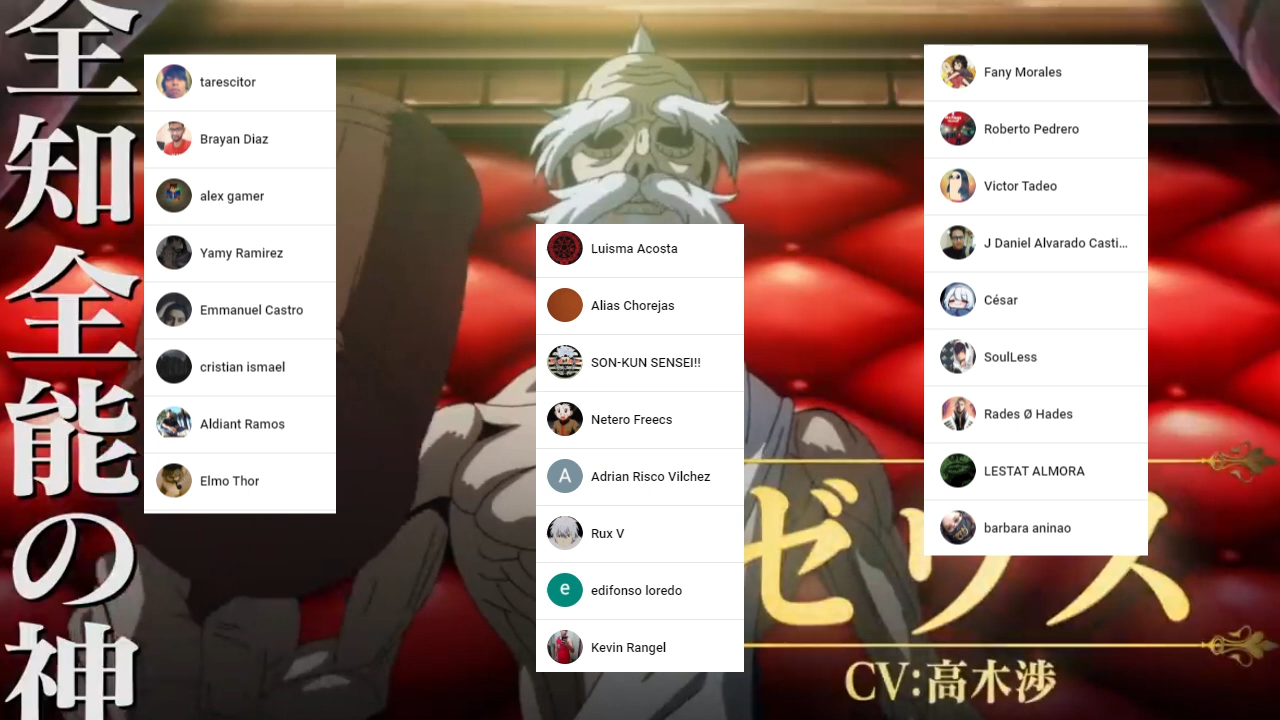 全知全能の神
tarescitor
Brayan Diaz
alex gamer
Yamy Ramirez
Emmanuel Castro
cristian ismael
Aldiant Ramos
Elmo Thor
Luisma Acosta
Alias Chorejas
SON-KUN SENSEI!!
Netero Freecs
A
Adrian Risco Vilchez
Rux V
e
edifonso loredo
Kevin Rangel
Fany Morales
Roberto Pedrero
Victor Tadeo
J Daniel Alvarado Casti...
César
SoulLess
Rades Ø Hades
LESTAT ALMORA
barbara aninao
ゼウス
CV:高木渉